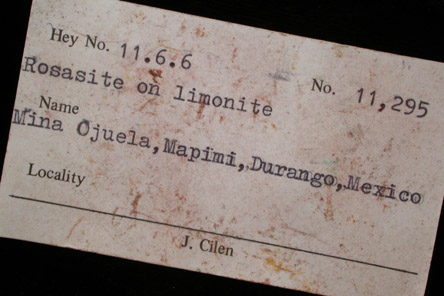 Hey No. 11.6.6 No. 11,295
Rosasite on limonite
Name
Mina Ojuela,Mapimi,Durango,Mexico
Locality
J. Cilen